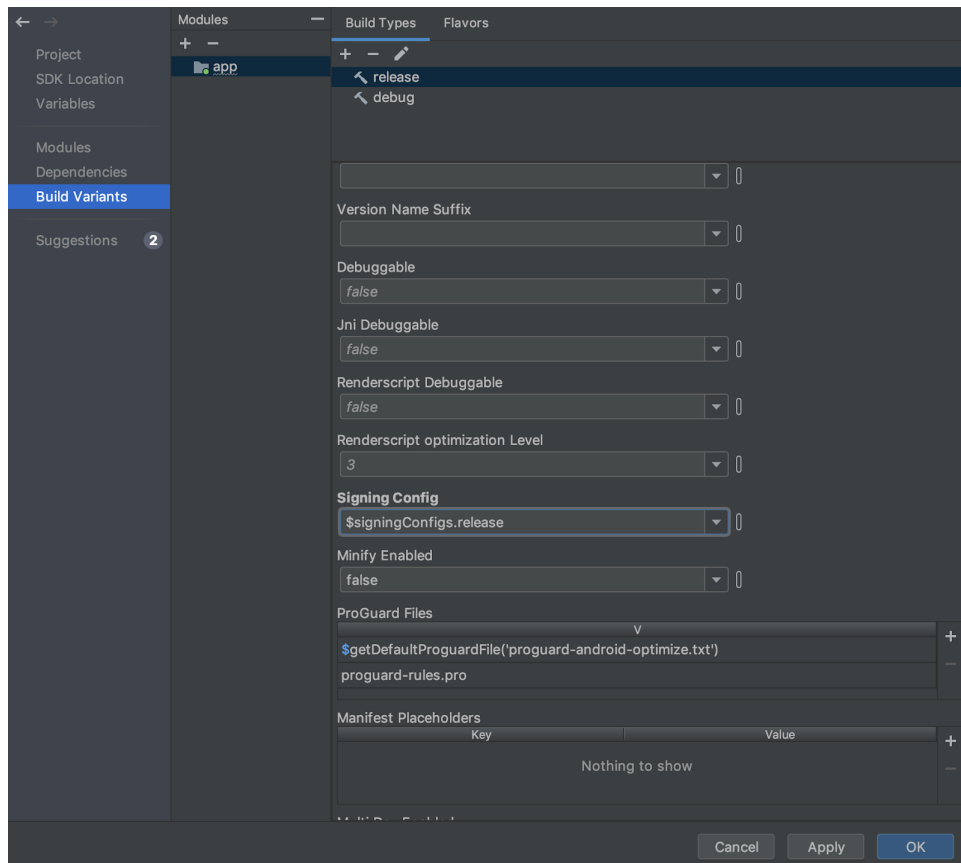 Project
SDK Location
Variables
Modules
Dependencies
Build Variants
Suggestions 2
Modules
app
Build Types Flavors
release
debug
Version Name Suffix
Debuggable
false
Jni Debuggable
false
Renderscript Debuggable
false
Renderscript optimization Level
3
Signing Config
$signingConfigs.release
Minify Enabled
false
ProGuard Files
V
$getDefaultProguardFile('proguard-android-optimize.txt')
proguard-rules.pro
Manifest Placeholders
Key Value
Nothing to show
Cancel Apply OK